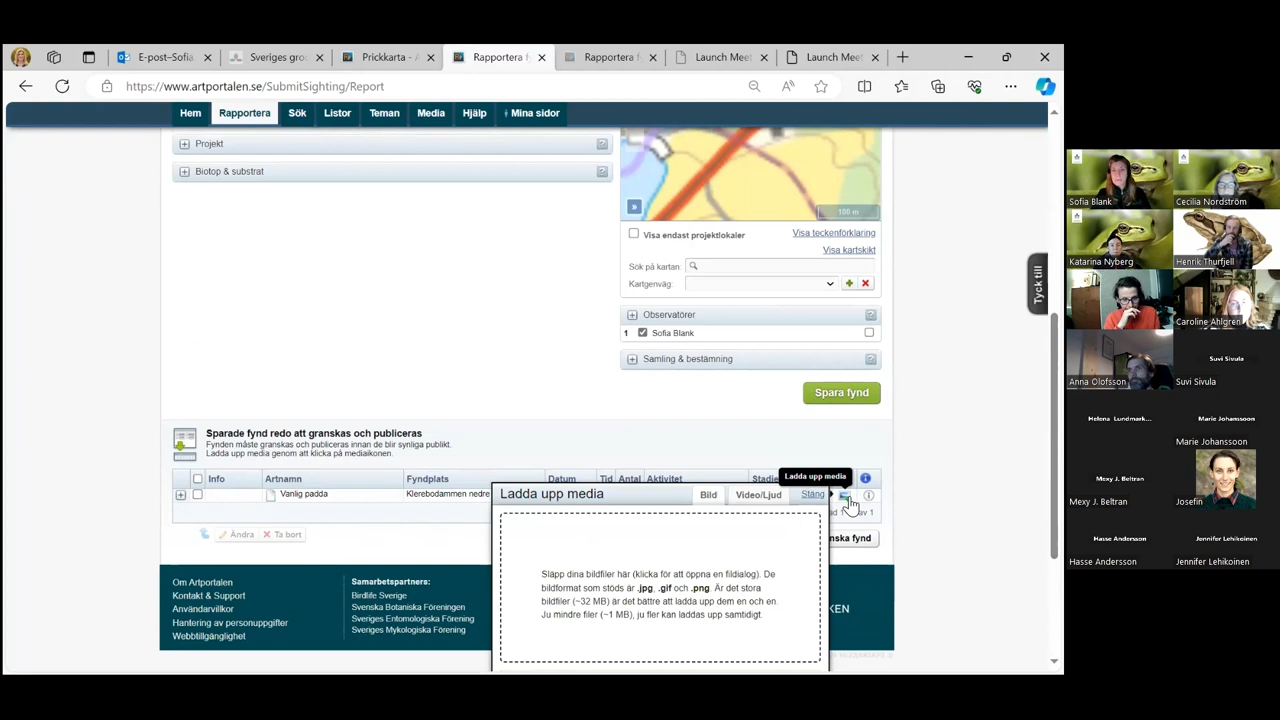 E-post–Sofia
Sveriges gro
Prickkarta - A
Rapportera f
Rapportera fy
Launch Meet
Launch Meet
https://www.artportalen.se/SubmitSighting/Report
Hem
Rapportera
Sök
Listor
Teman
Media
Hjälp
Mina sidor
Projekt
Biotop & substrat
100 m
Visa endast projektlokaler
Visa teckenförklaring
Visa kartskikt
Sök på kartan:
Kartgenväg:
Observatörer
1 Sofia Blank
Samling & bestämning
Spara fynd
Tyck till
Sparade fynd redo att granskas och publiceras
Fynden måste granskas och publiceras innan de blir synliga publikt.
Ladda upp media genom att klicka på mediaikonen.
Info Artnamn Fyndplats Datum Tid Antal Aktivitet Stadie
Ladda upp media
Vanlig padda Klerebodammen nedre
Ladda upp media
Bild
Video/Ljud
Stäng
av 1
Ändra
Ta bort
nska fynd
Släpp dina bildfiler här (klicka för att öppna en fildialog). De
bildformat som stöds är .jpg, .gif och .png. Är det stora
bildfiler (~32 MB) är det bättre att ladda upp dem en och en.
Ju mindre filer (~1 MB), ju fler kan laddas upp samtidigt.
Om Artportalen
Kontakt & Support
Användarvillkor
Hantering av personuppgifter
Webbtillgänglighet
Samarbetspartners:
Birdlife Sverige
Svenska Botaniska Föreningen
Sveriges Entomologiska Förening
Sveriges Mykologiska Förening
KEN
Sofia Blank
Cecilia Nordström
Katarina Nyberg
Henrik Thurfjell
Caroline Ahlgren
Anna Olofsson
Suvi Sivula
Suvi Sivula
Helena Lundmark...
Marie Johansson
Marie Johansoon
Mexy J. Beltran
Mexy J. Beltran
Josefin
Hasse Andersson
Jennifer Lehikoinen
Hasse Andersson
Jennifer Lehikoinen